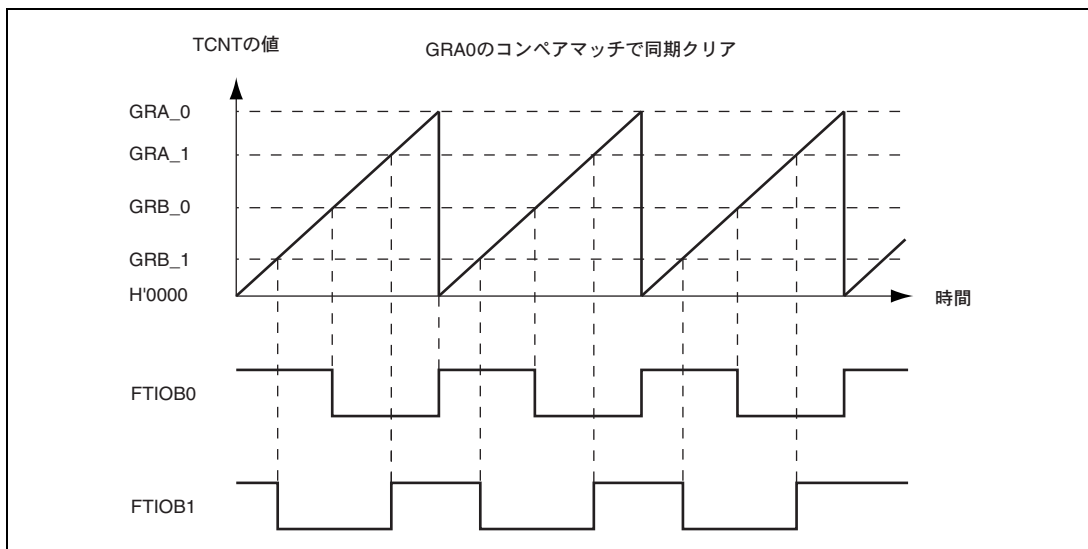 TCNTの値
GRA0のコンペアマッチで同期クリア
GRA_0
GRA_1
GRB_0
GRB_1
H'0000
時間
FTIOB0
FTIOB1